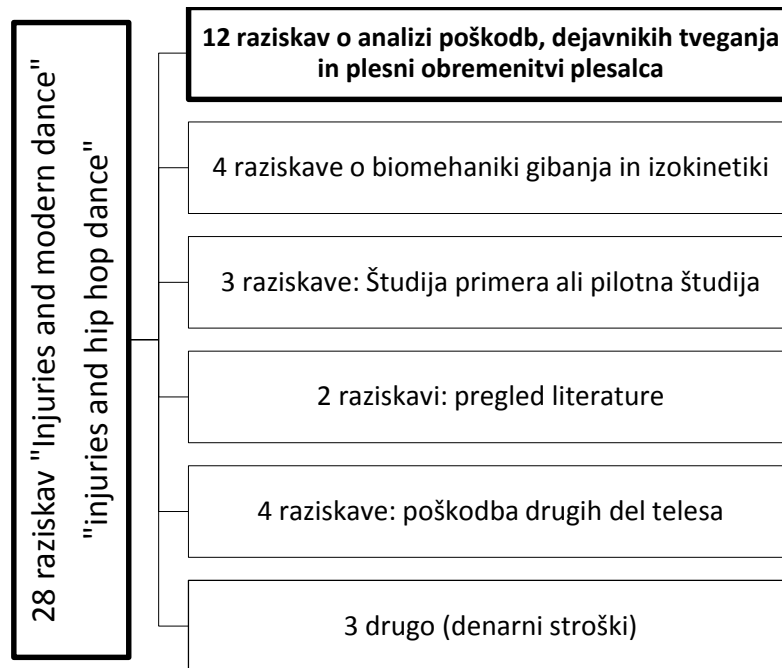 28 raziskav "Injuries and modern dance"
"injuries and hip hop dance"
12 raziskav o analizi poškodb, dejavnikih tveganja
in plesni obremenitvi plesalca
4 raziskave o biomehaniki gibanja in izokinetiki
3 raziskave: Študija primera ali pilotna študija
2 raziskavi: pregled literature
4 raziskave: poškodba drugih del telesa
3 drugo (denarni stroški)